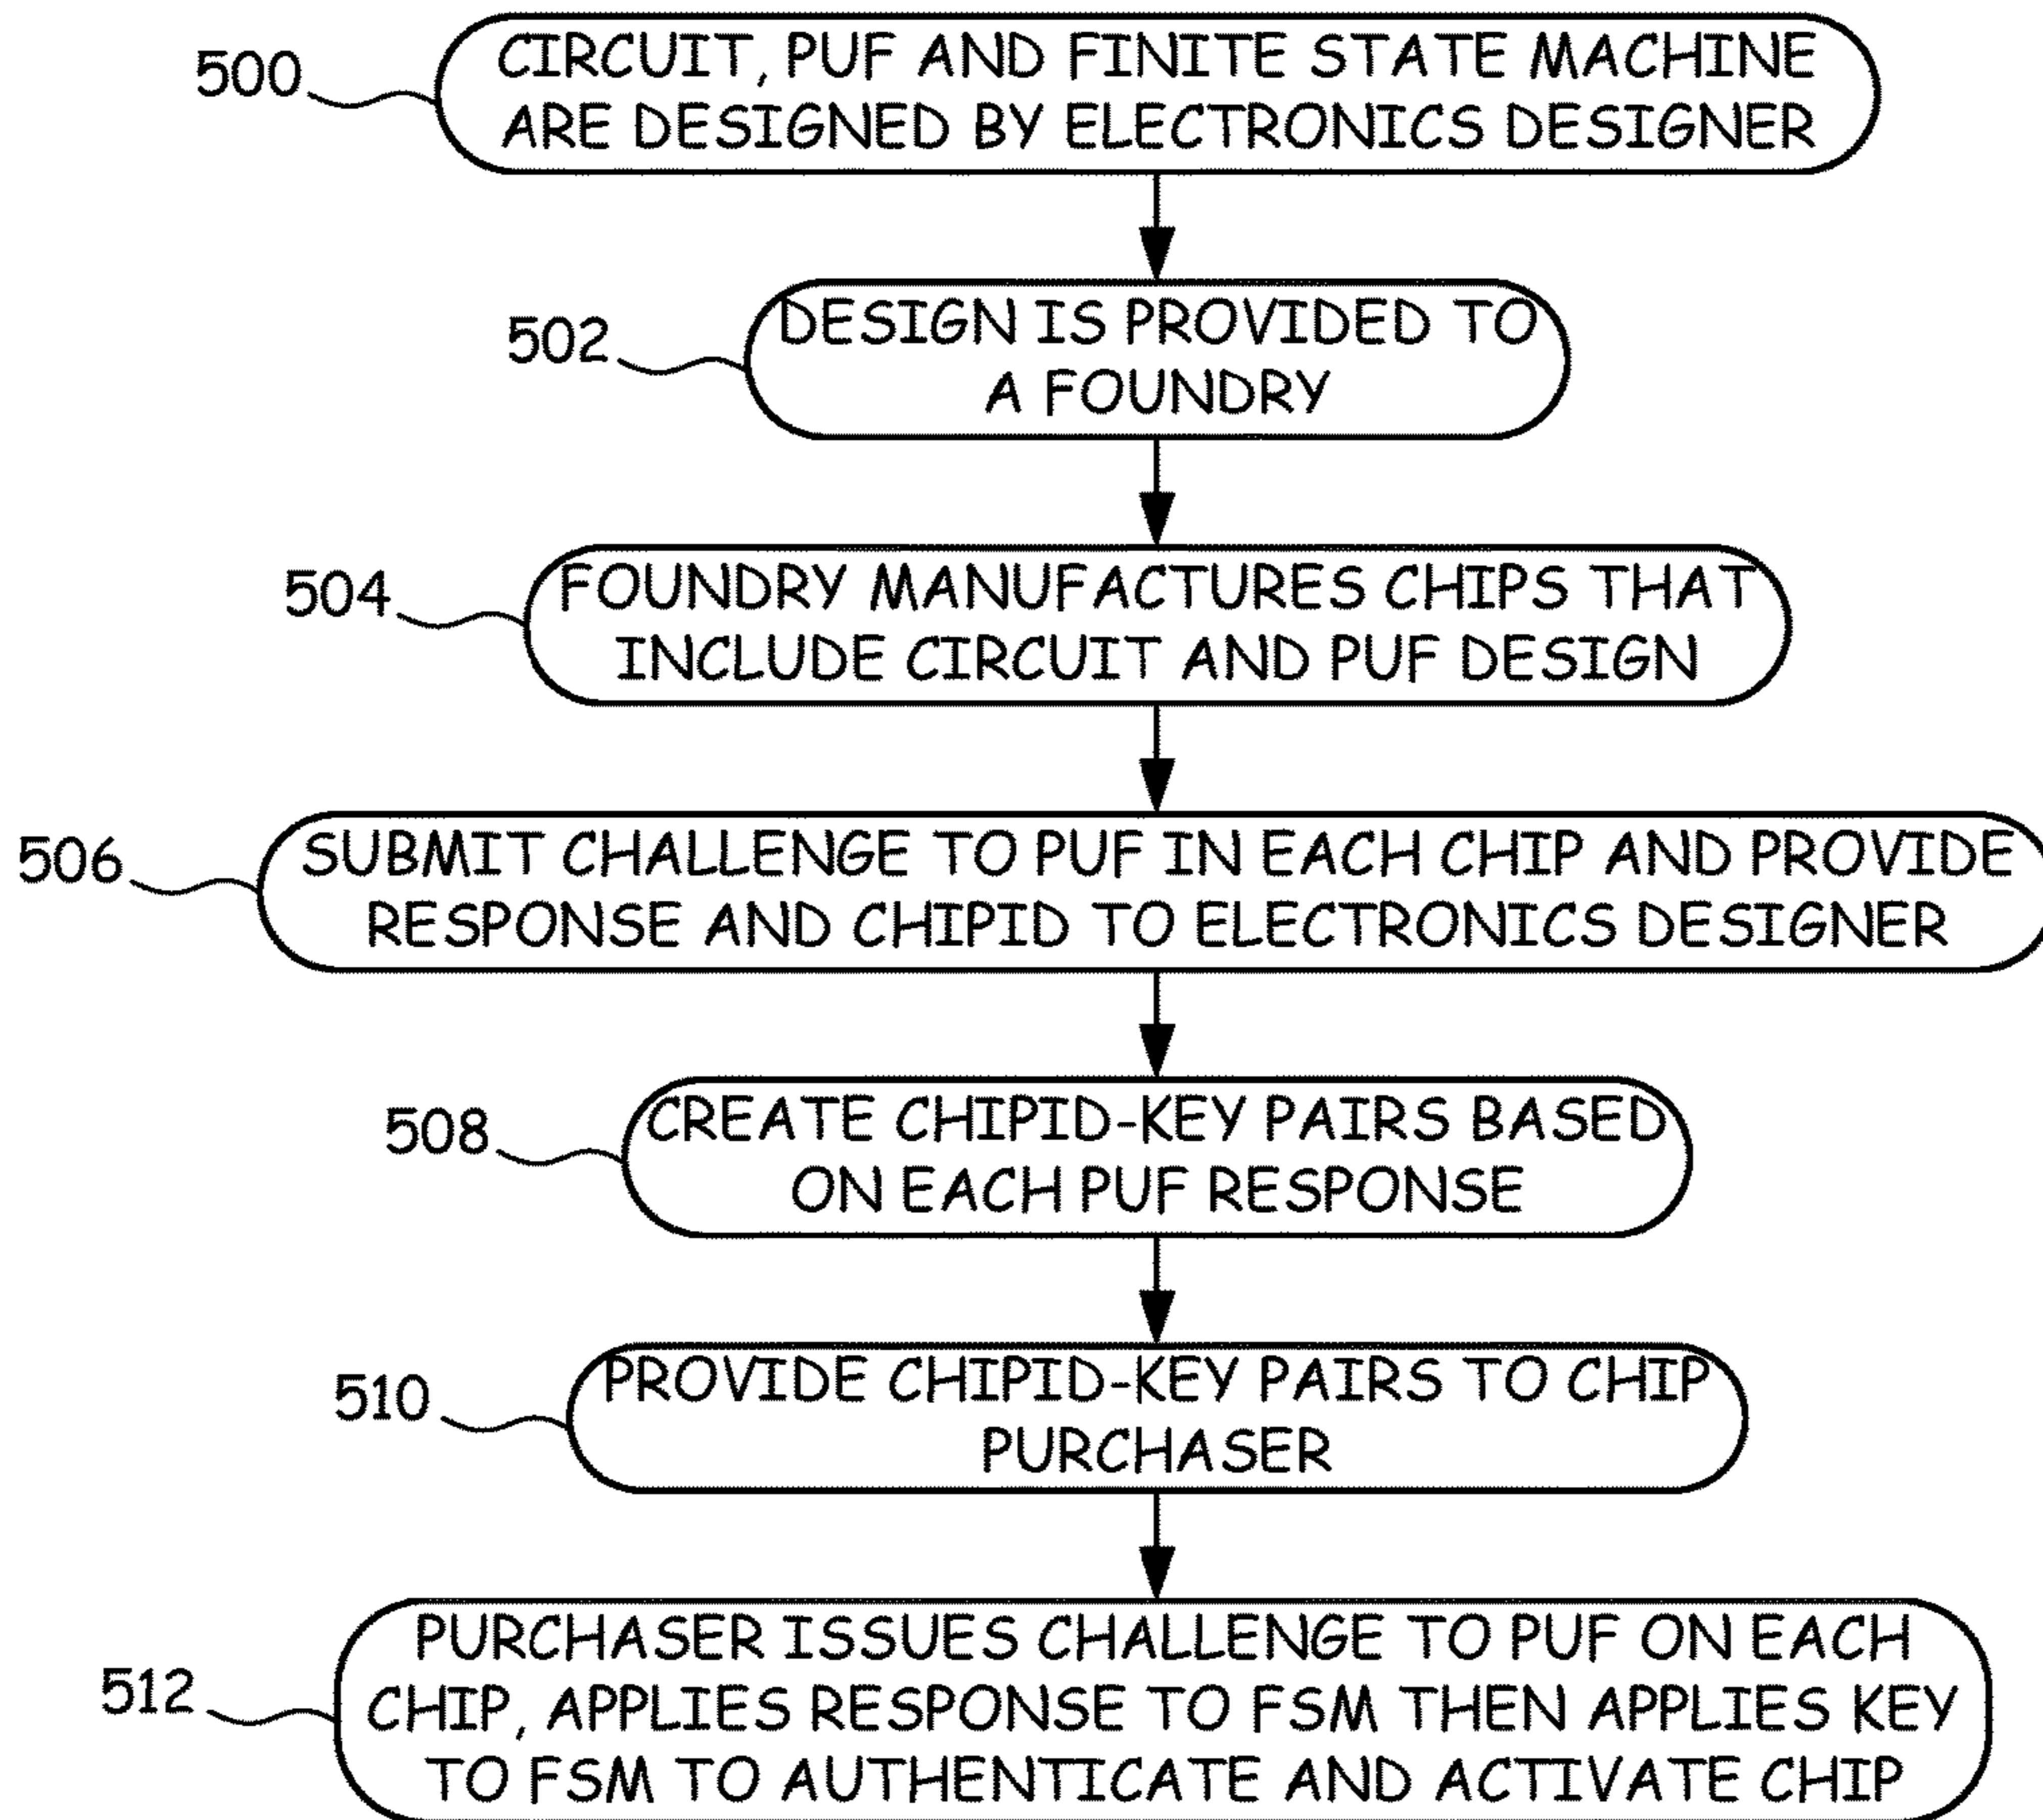 500
CIRCUIT, PUF AND FINITE STATE MACHINE
ARE DESIGNED BY ELECTRONICS DESIGNER
502
DESIGN IS PROVIDED TO
A FOUNDRY
504
FOUNDRY MANUFACTURES CHIPS THAT
INCLUDE CIRCUIT AND PUF DESIGN
506
SUBMIT CHALLENGE TO PUF IN EACH CHIP AND PROVIDE
RESPONSE AND CHIPID TO ELECTRONICS DESIGNER
508
CREATE CHIPID-KEY PAIRS BASED
ON EACH PUF RESPONSE
510
PROVIDE CHIPID-KEY PAIRS TO CHIP
PURCHASER
512
PURCHASER ISSUES CHALLENGE TO PUF ON EACH
CHIP, APPLIES RESPONSE TO FSM THEN APPLIES KEY
TO FSM TO AUTHENTICATE AND ACTIVATE CHIP